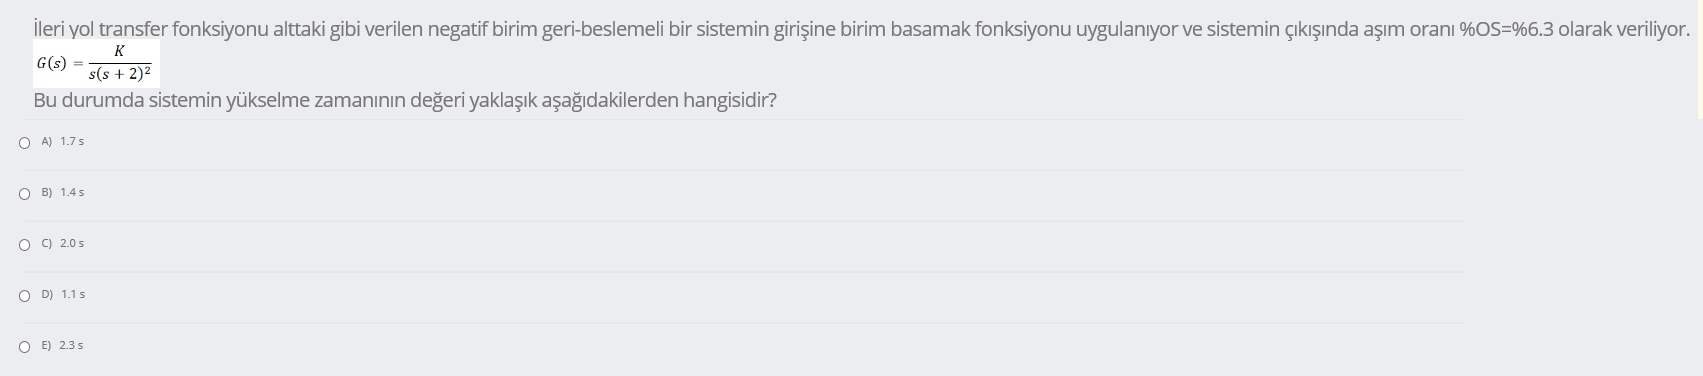 İleri yol transfer fonksiyonu alttaki gibi verilen negatif birim geri-beslemeli bir sistemin girişine birim basamak fonksiyonu uygulanıyor ve sistemin çıkışında aşım oranı %OS=%6.3 olarak veriliyor.
G(s) = K / s(s + 2)²
Bu durumda sistemin yükselme zamanının değeri yaklaşık aşağıdakilerden hangisidir?
A) 1.7 s
B) 1.4 s
C) 2.0 s
D) 1.1 s
E) 2.3 s